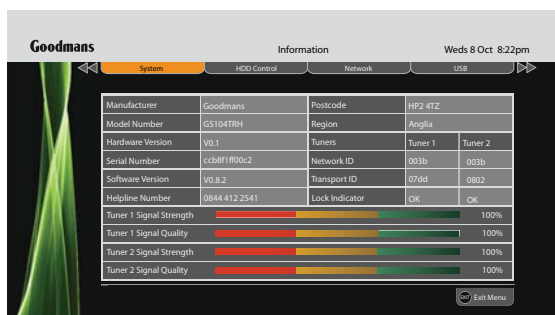 Goodmans
Information
Weds 8 Oct 8:22pm
System HDD Control Network USB
Manufacturer Goodmans Postcode HP2 4TZ
Model Number GS104TRH Region Anglia
Hardware Version V0.1 Tuners Tuner 1 Tuner 2
Serial Number ccb8f1ff00c2 Network ID 003b 003b
Software Version V0.8.2 Transport ID 07dd 0802
Helpline Number 0844 412 2541 Lock Indicator OK OK
Tuner 1 Signal Strength 100%
Tuner 1 Signal Quality 100%
Tuner 2 Signal Strength 100%
Tuner 2 Signal Quality 100%
EXIT Exit Menu